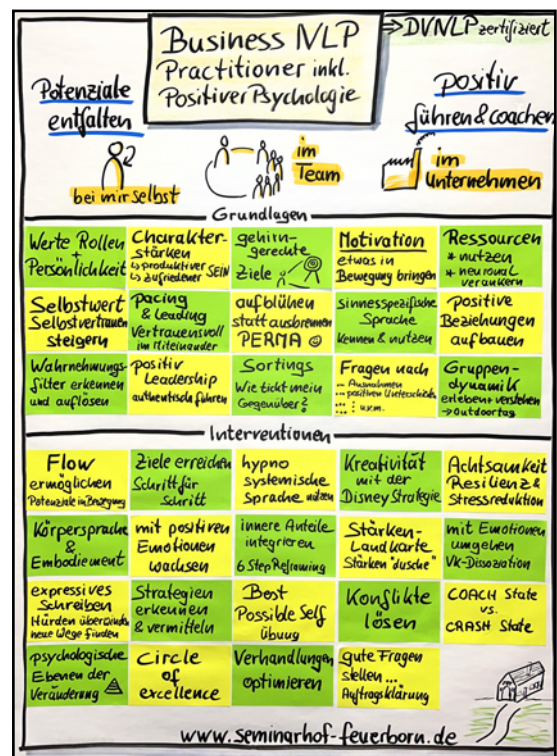 Business NLP
Practitioner inkl.
Positiver Psychologie
⇒ DVNLP zertifiziert
Potenziale
entfalten
positiv
führen & coachen
bei mir selbst
im
Team
im
Unternehmen
Grundlagen
Werte Rollen
+
Persönlichkeit
Charakter-
stärken
↳ produktiver SEIN
↳ zufriedener
gehirn-
gerechte
Ziele
Motivation
etwas in
Bewegung bringen
Ressourcen
* nutzen
* neuronal
verankern
Selbstwert
Selbstvertrauen
steigern
Pacing
& Leading
Vertrauensvoll
im Miteinander
aufblühen
statt ausbrennen
PERMA ☺
sinnesspezifische
Sprache
kennen & nutzen
Positive
Beziehungen
aufbauen
Wahrnehmungs-
filter erkennen
und auflösen
positiv
Leadership
authentisch führen
Sortings
Wie tickt mein
Gegenüber?
Fragen nach
... Ausnahmen
... positiven Unterschieden
... : u.v.m.
Gruppen-
dynamik
erleben + verstehen
→ Outdoortag
Interventionen
Flow
ermöglichen
Potenziale in Bewegung
Ziele erreichen
Schritt für
Schritt
hypno
systemische
Sprache nutzen
Kreativität
mit der
Disney Strategie
Achtsamkeit
Resilienz &
Stressreduktion
Körpersprache
&
Embodiement
mit positiven
Emotionen
wachsen
innere Anteile
integrieren
6 Step Reframing
Stärken-
Landkarte
Stärken "dusche"
mit Emotionen
umgehen
VK-Dissoziation
expressives
Schreiben
Hürden überwinden
neue Wege finden
Strategien
erkennen
& vermitteln
Best
Possible Self
Übung
Konflikte
lösen
COACH State
vs.
CRASH State
psychologische
Ebenen der
Veränderung
Circle
of
excellence
Verhandlungen
optimieren
gute Fragen
stellen ...
Auftragsklärung
www.seminarhof-feuerborn.de